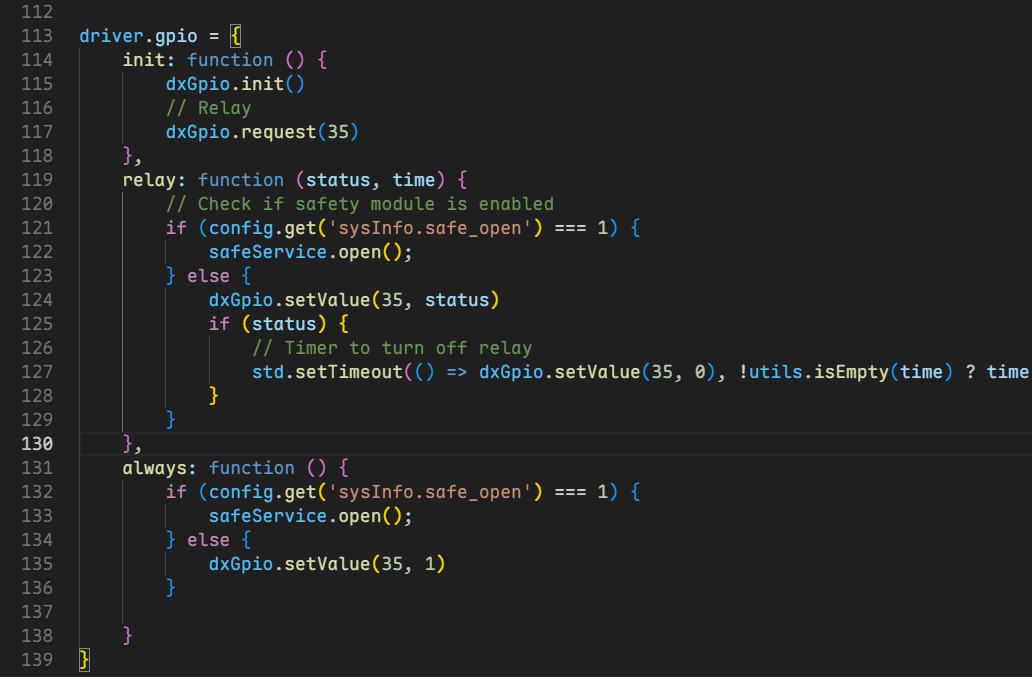 112
113 driver.gpio = {
114     init: function () {
115         dxGpio.init()
116         // Relay
117         dxGpio.request(35)
118     },
119     relay: function (status, time) {
120         // Check if safety module is enabled
121         if (config.get('sysInfo.safe_open') === 1) {
122             safeService.open();
123         } else {
124             dxGpio.setValue(35, status)
125             if (status) {
126                 // Timer to turn off relay
127                 std.setTimeout(() => dxGpio.setValue(35, 0), !utils.isEmpty(time) ? time
128             }
129         }
130     },
131     always: function () {
132         if (config.get('sysInfo.safe_open') === 1) {
133             safeService.open();
134         } else {
135             dxGpio.setValue(35, 1)
136         }
137
138     }
139 }